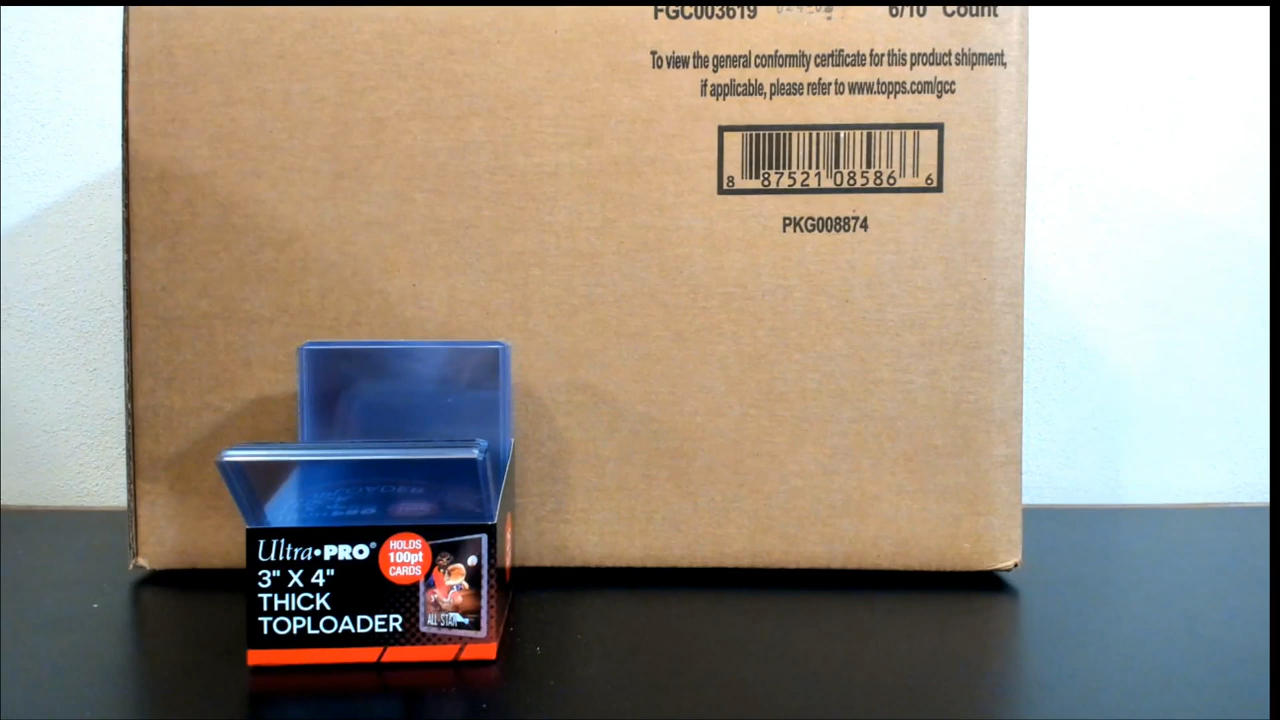 FGC003619 6/10 Count
To view the general conformity certificate for this product shipment,
if applicable, please refer to www.topps.com/gcc
8 87521 08586 6
PKG008874
Ultra•PRO®
HOLDS
100pt
CARDS
3" X 4"
THICK
TOPLOADER
ALL-STAR